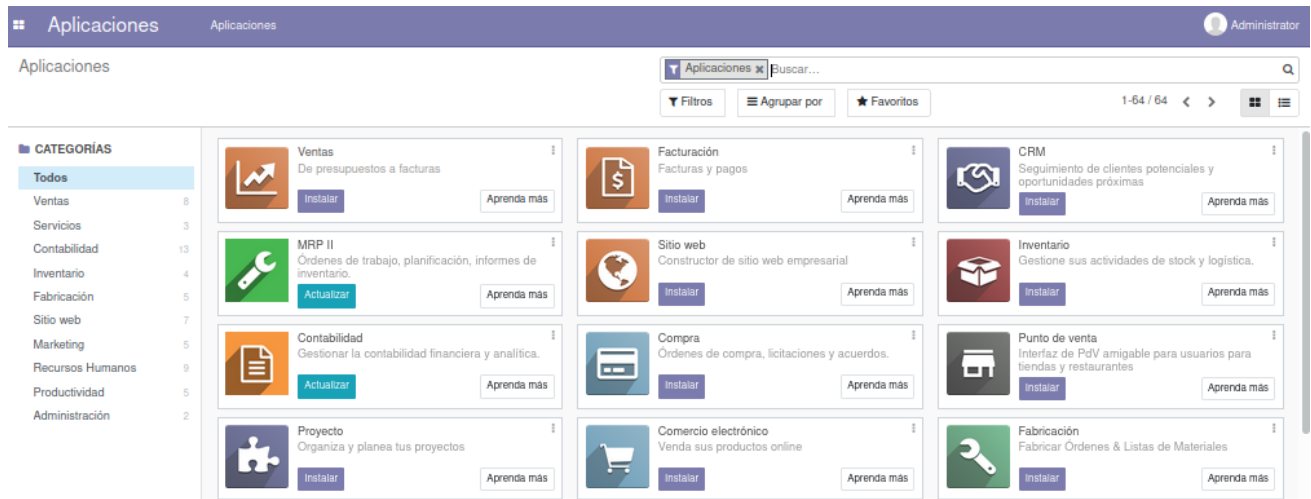 Aplicaciones
Aplicaciones
Administrator
Aplicaciones
Aplicaciones
Buscar...
Filtros
Agrupar por
Favoritos
1-64 / 64
CATEGORÍAS
Todos
Ventas 8
Servicios 3
Contabilidad 13
Inventario 4
Fabricación 5
Sitio web 7
Marketing 5
Recursos Humanos 9
Productividad 5
Administración 2
Ventas
De presupuestos a facturas
Instalar
Aprenda más
Facturación
Facturas y pagos
Instalar
Aprenda más
CRM
Seguimiento de clientes potenciales y
oportunidades próximas
Instalar
Aprenda más
MRP II
Órdenes de trabajo, planificación, informes de
inventario.
Actualizar
Aprenda más
Sitio web
Constructor de sitio web empresarial
Instalar
Aprenda más
Inventario
Gestione sus actividades de stock y logística.
Instalar
Aprenda más
Contabilidad
Gestionar la contabilidad financiera y analítica.
Actualizar
Aprenda más
Compra
Órdenes de compra, licitaciones y acuerdos.
Instalar
Aprenda más
Punto de venta
Interfaz de PdV amigable para usuarios para
tiendas y restaurantes
Instalar
Aprenda más
Proyecto
Organiza y planea tus proyectos
Instalar
Aprenda más
Comercio electrónico
Venda sus productos online
Instalar
Aprenda más
Fabricación
Fabricar Órdenes & Listas de Materiales
Instalar
Aprenda más